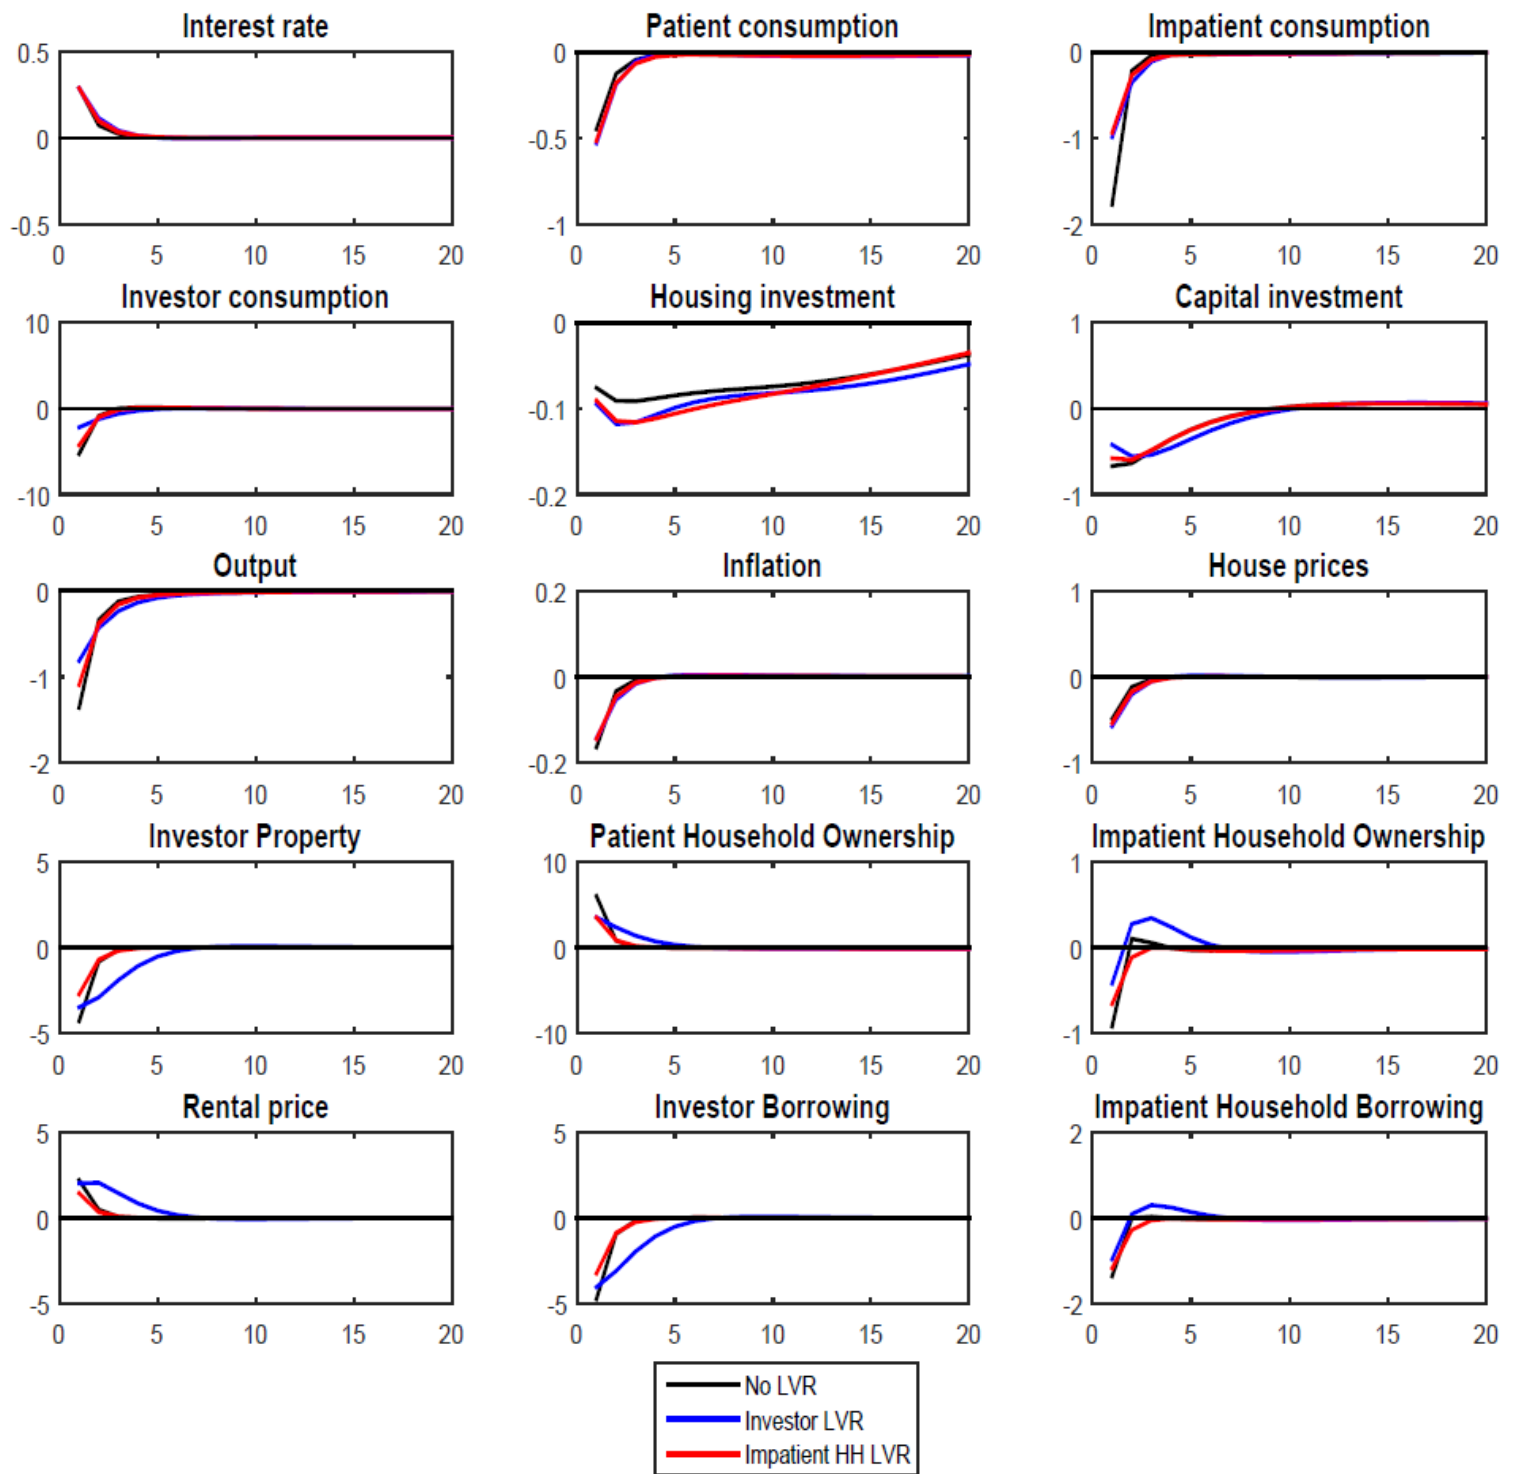 Interest rate Patient consumption Impatient consumption
0.5 0 0
0 -0.5 -1
-0.5 -1 -2
0 5 10 15 20 0 5 10 15 20 0 5 10 15 20
Investor consumption Housing investment Capital investment
10 0 1
0 -0.1 0
-10 -0.2 -1
0 5 10 15 20 0 5 10 15 20 0 5 10 15 20
Output Inflation House prices
0 0.2 1
-1 0 0
-2 -0.2 -1
0 5 10 15 20 0 5 10 15 20 0 5 10 15 20
Investor Property Patient Household Ownership Impatient Household Ownership
5 10 1
0 0 0
-5 -10 -1
0 5 10 15 20 0 5 10 15 20 0 5 10 15 20
Rental price Investor Borrowing Impatient Household Borrowing
5 5 2
0 0 0
-5 -5 -2
0 5 10 15 20 0 5 10 15 20 0 5 10 15 20
No LVR
Investor LVR
Impatient HH LVR